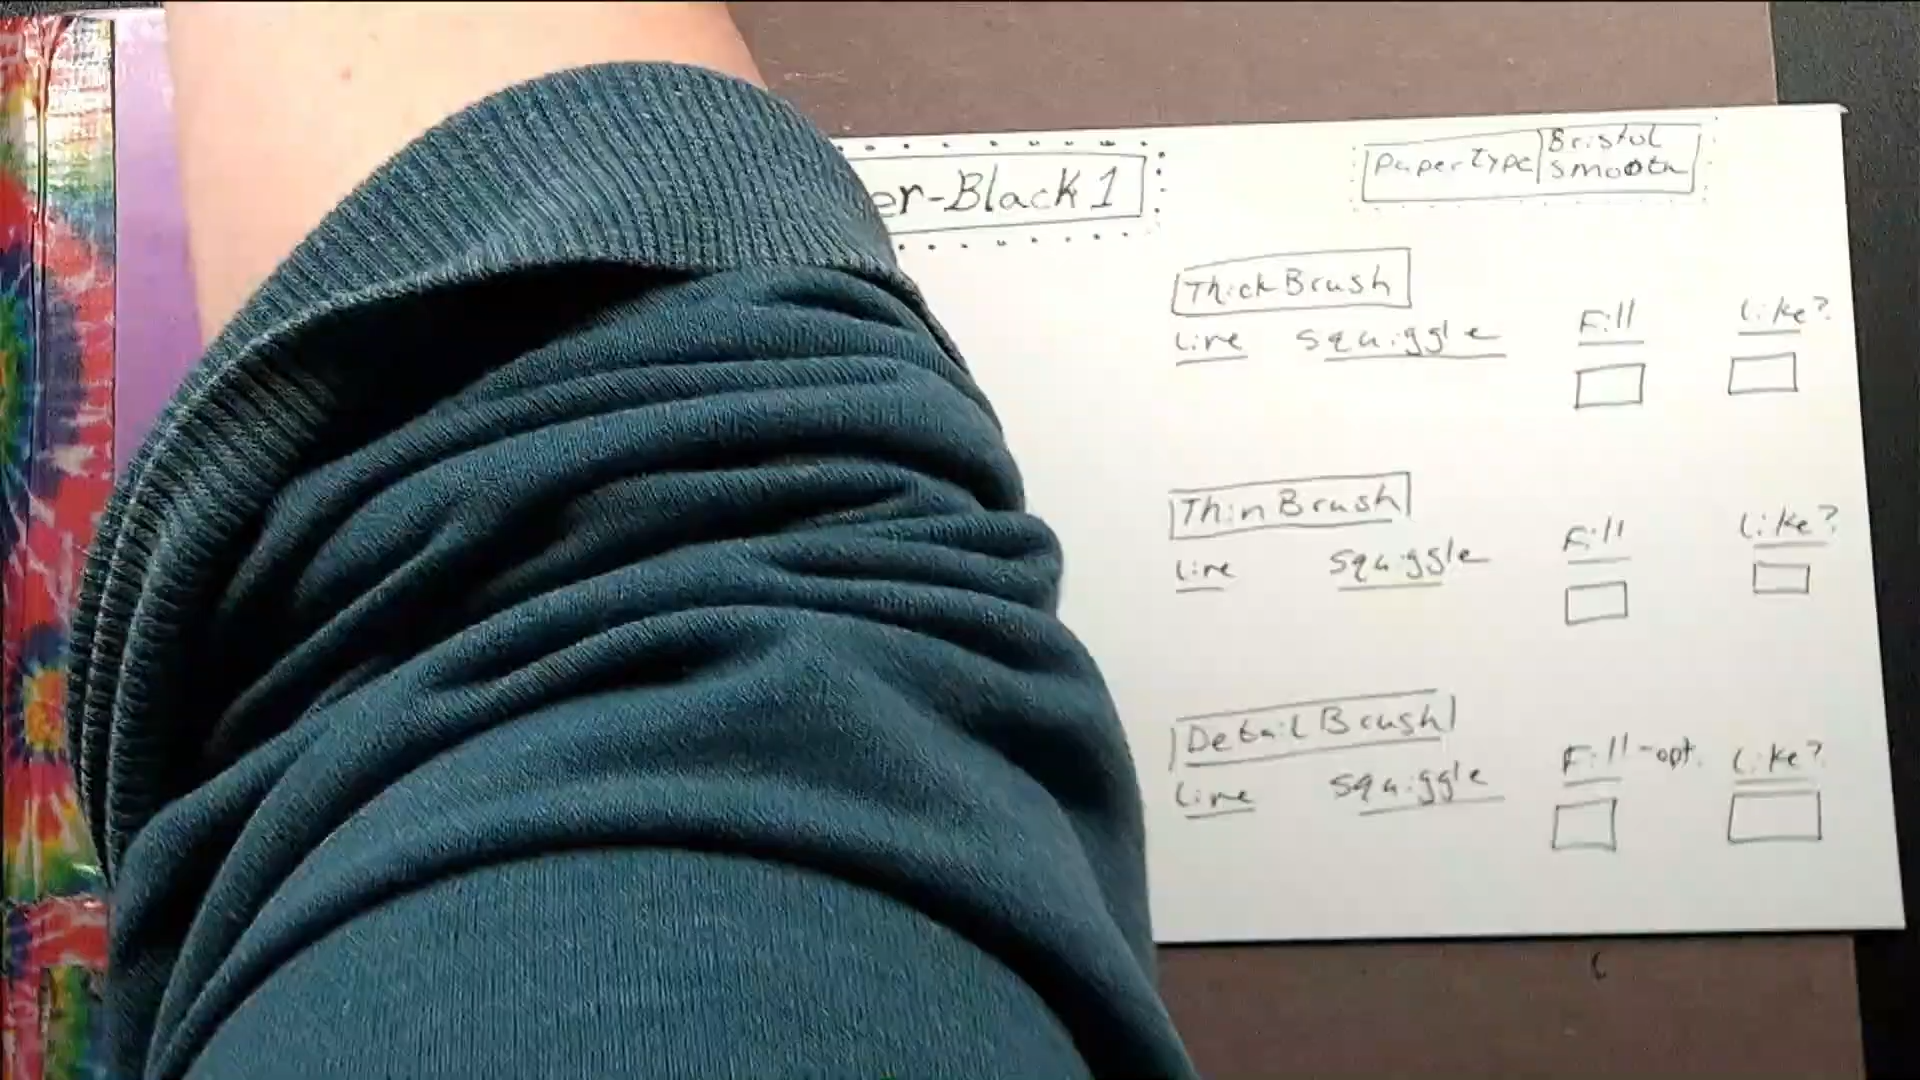 er-Black 1
Paper Type Bristol
Smooth
Thick Brush
Line Squiggle Fill Like?
Thin Brush
Line Squiggle Fill Like?
Detail Brush
Line Squiggle Fill-opt. Like?